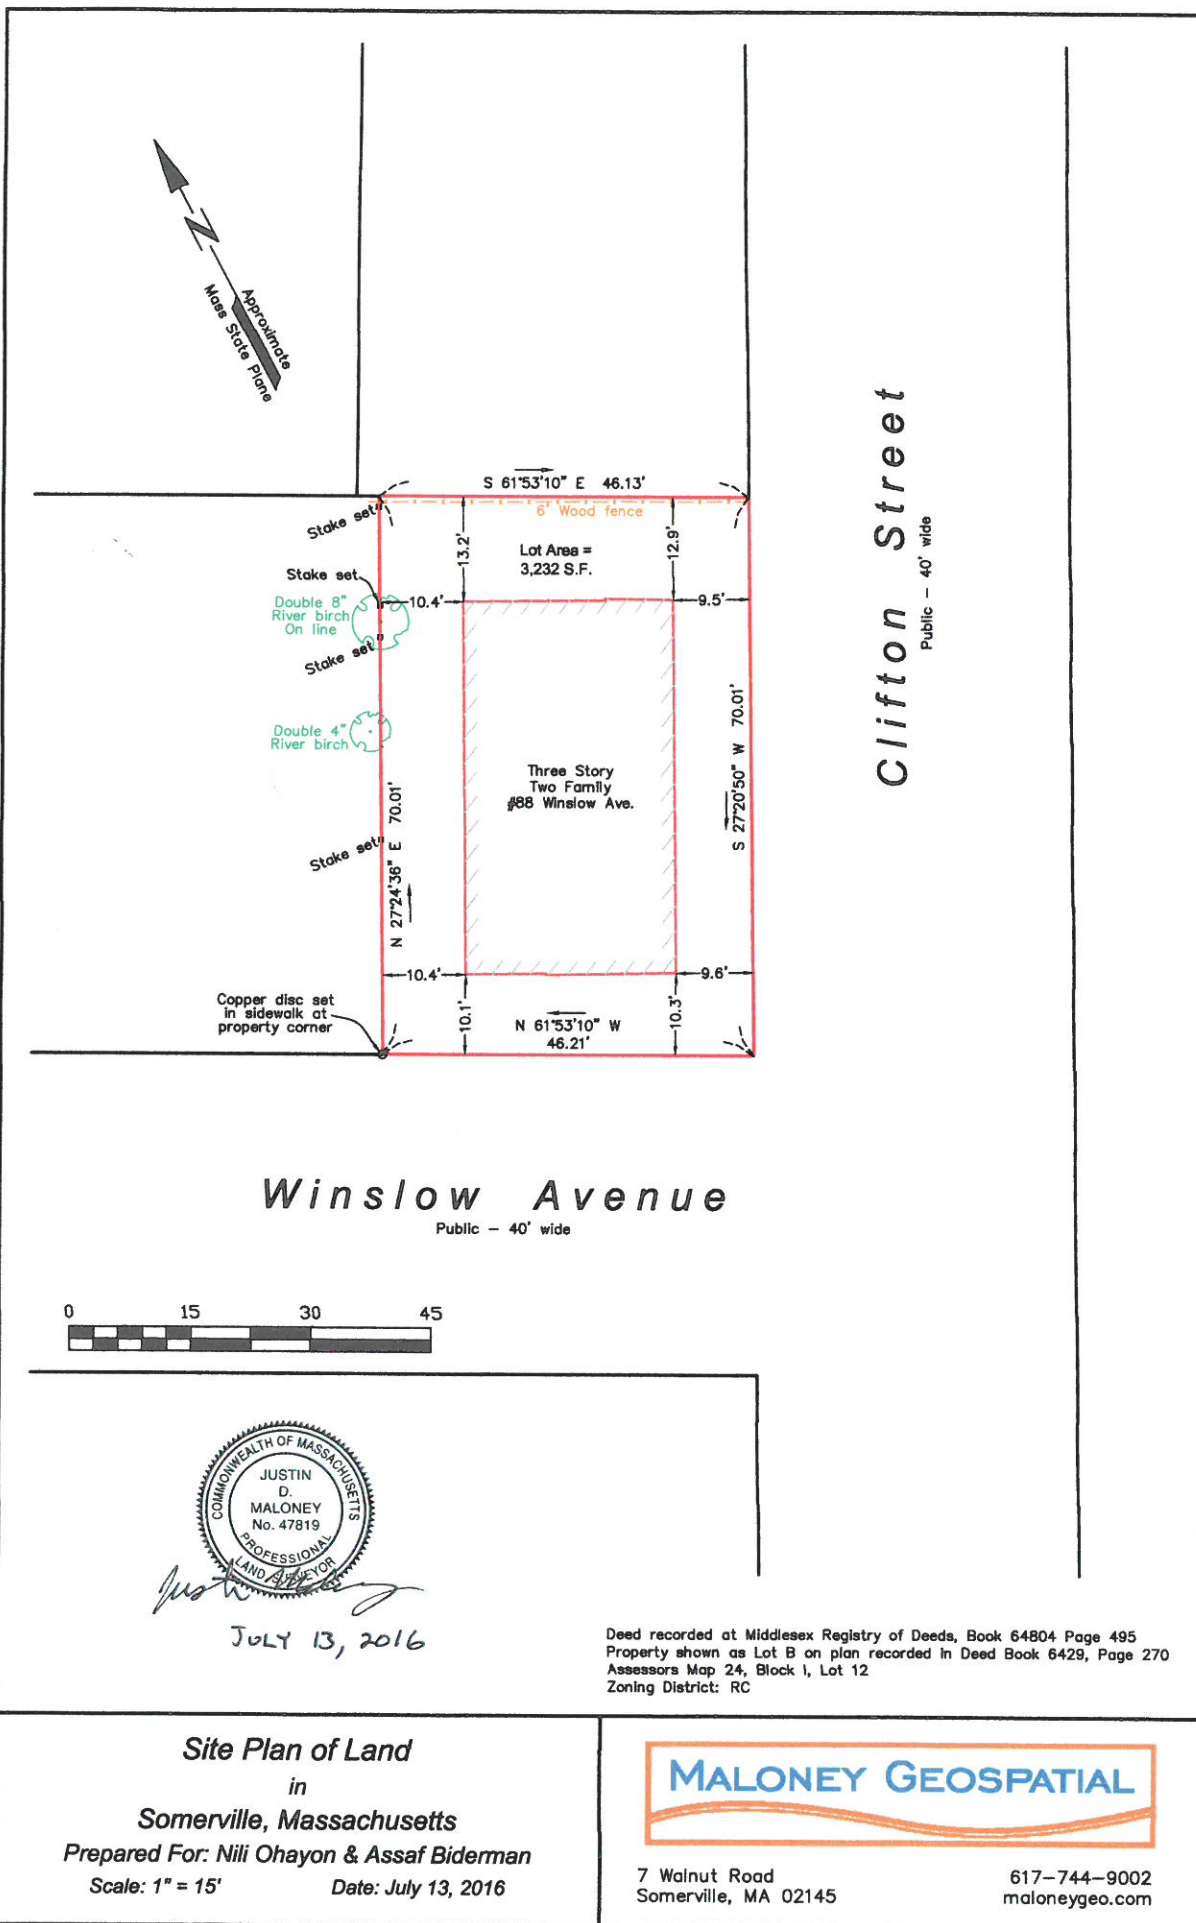 N
Approximate
Mass State Plane
S 61°53'10" E 46.13'
6' Wood fence
Stake set
13.2'
Lot Area =
3,232 S.F.
12.9'
Stake set
10.4'
9.5'
Double 8"
River birch
On line
Stake set
Double 4"
River birch
Three Story
Two Family
#88 Winslow Ave.
N 27°24'36" E 70.01'
S 27°20'50" W 70.01'
Stake set
Clifton Street
Public – 40' wide
10.4'
9.6'
Copper disc set
in sidewalk at
property corner
10.1'
N 61°53'10" W
46.21'
10.3'
Winslow Avenue
Public – 40' wide
0 15 30 45
COMMONWEALTH OF MASSACHUSETTS
JUSTIN
D.
MALONEY
No. 47819
PROFESSIONAL
LAND SURVEYOR
JULY 13, 2016
Deed recorded at Middlesex Registry of Deeds, Book 64804 Page 495
Property shown as Lot B on plan recorded in Deed Book 6429, Page 270
Assessors Map 24, Block I, Lot 12
Zoning District: RC
Site Plan of Land
in
Somerville, Massachusetts
Prepared For: Nili Ohayon & Assaf Biderman
Scale: 1" = 15' Date: July 13, 2016
MALONEY GEOSPATIAL
7 Walnut Road
Somerville, MA 02145
617-744-9002
maloneygeo.com